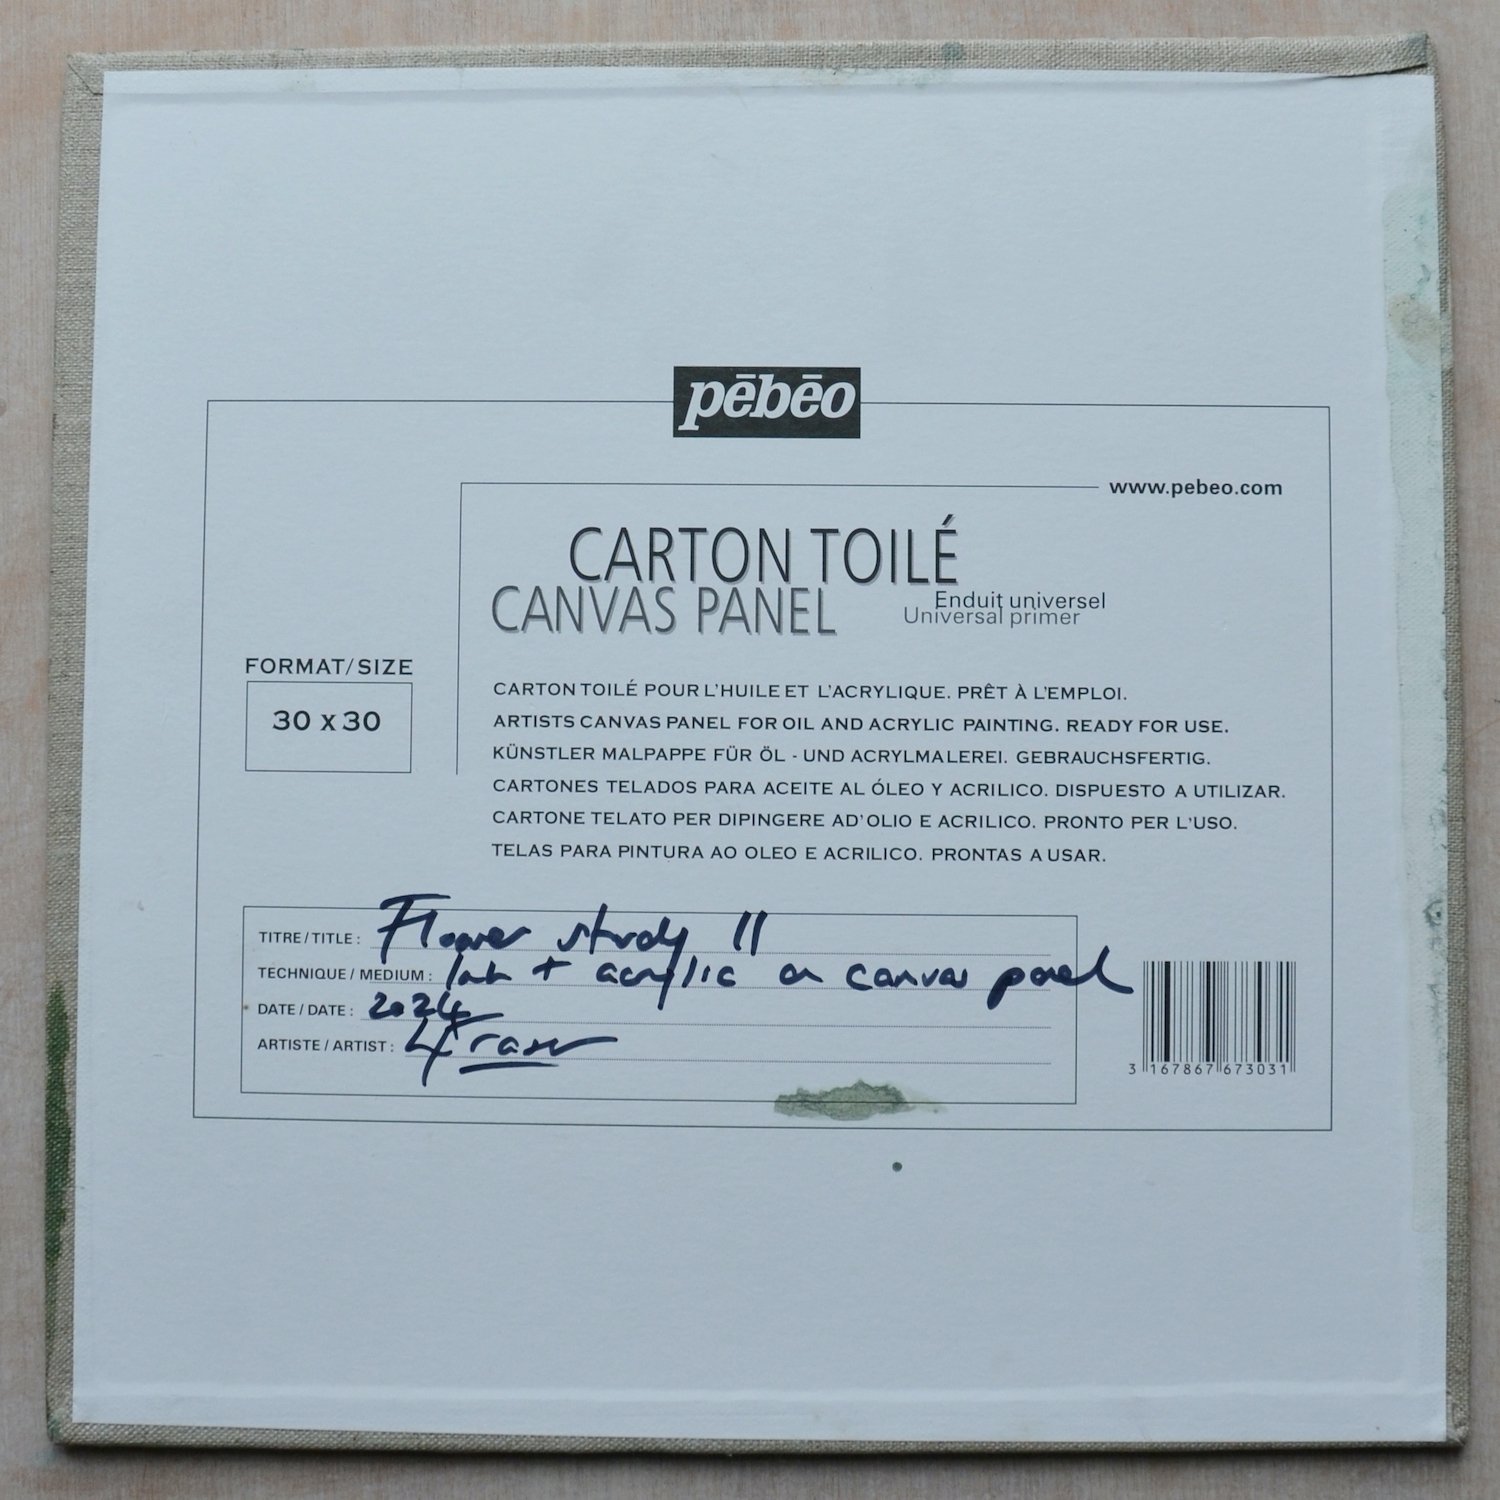 pēbēo
www.pebeo.com
CARTON TOILÉ
CANVAS PANEL
Enduit universel
Universal primer
FORMAT/SIZE
30 x 30
CARTON TOILÉ POUR L'HUILE ET L'ACRYLIQUE. PRÊT À L'EMPLOI.
ARTISTS CANVAS PANEL FOR OIL AND ACRYLIC PAINTING. READY FOR USE.
KÜNSTLER MALPAPPE FÜR ÖL - UND ACRYLMALEREI. GEBRAUCHSFERTIG.
CARTONES TELADOS PARA ACEITE AL ÓLEO Y ACRILICO. DISPUESTO A UTILIZAR.
CARTONE TELATO PER DIPINGERE AD'OLIO E ACRILICO. PRONTO PER L'USO.
TELAS PARA PINTURA AO OLEO E ACRILICO. PRONTAS A USAR.
TITRE/TITLE: Flower study II
TECHNIQUE/MEDIUM: Ink + acrylic on canvas panel
DATE/DATE: 2024
ARTISTE/ARTIST: Fraser
3 167867 673031